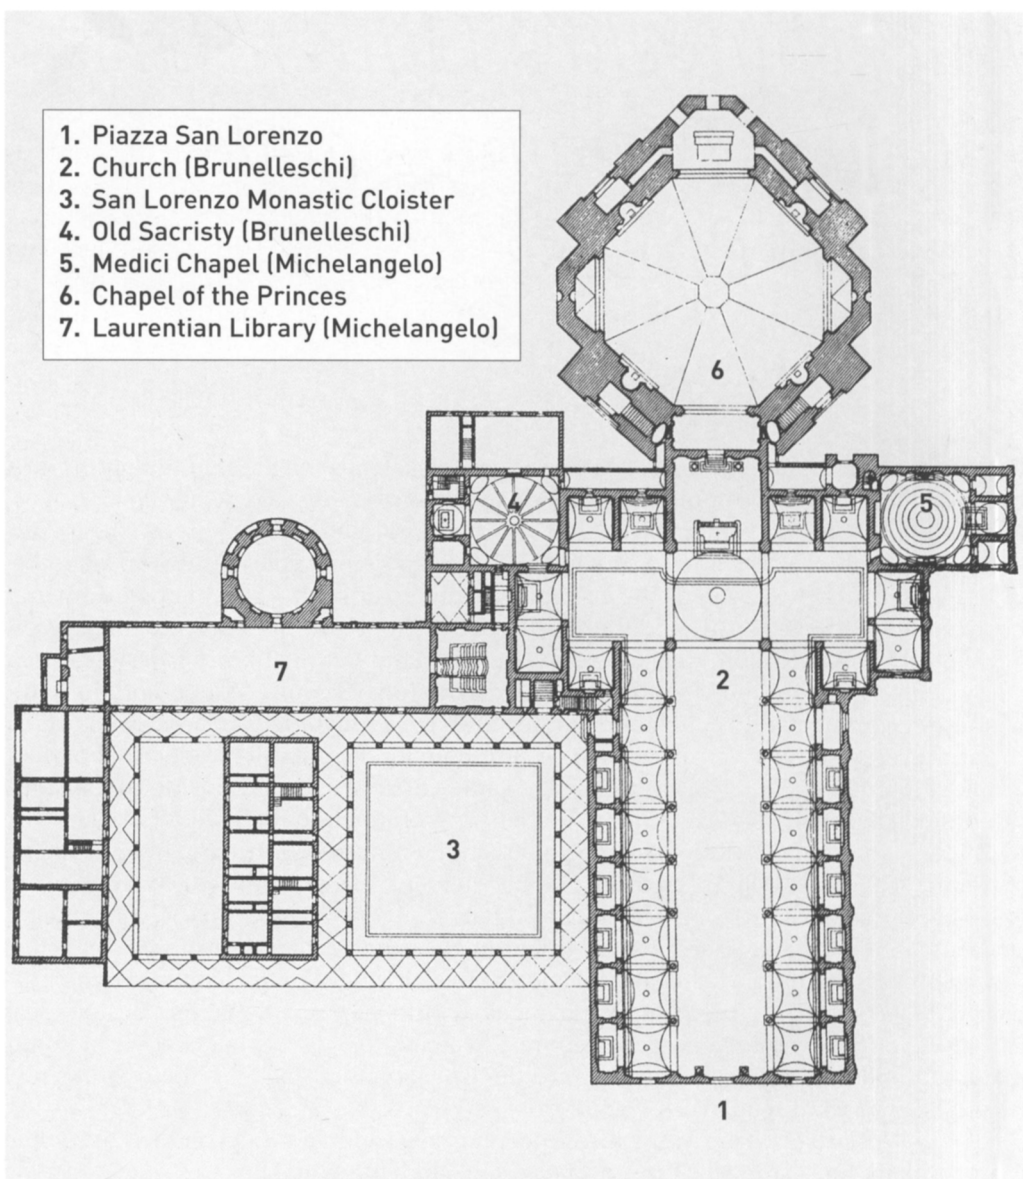 1. Piazza San Lorenzo
2. Church (Brunelleschi)
3. San Lorenzo Monastic Cloister
4. Old Sacristy (Brunelleschi)
5. Medici Chapel (Michelangelo)
6. Chapel of the Princes
7. Laurentian Library (Michelangelo)
6
4
5
7
2
3
1